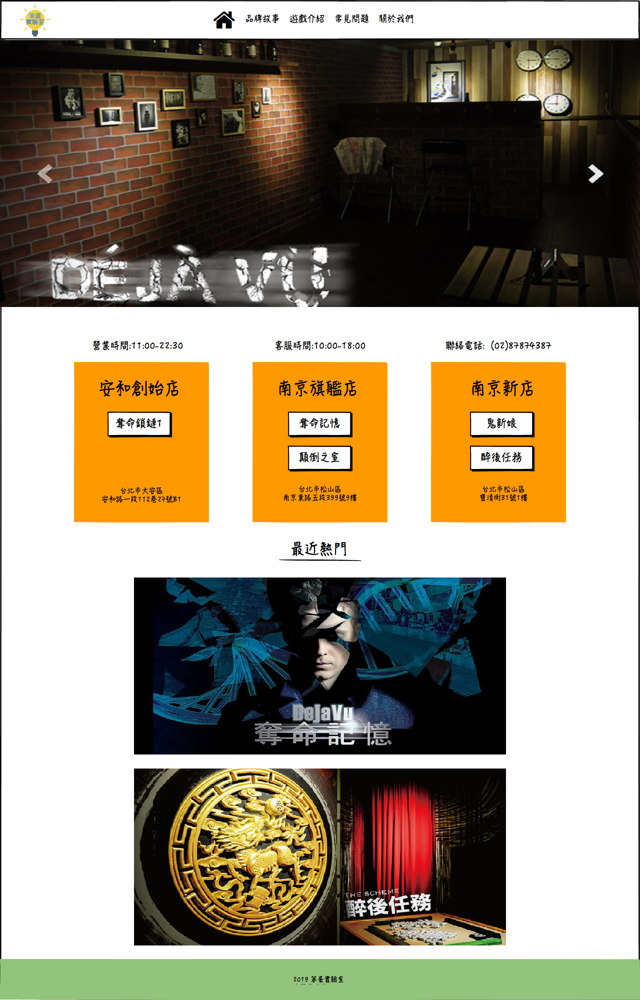 笨蛋
實驗室
品牌故事 遊戲介紹 常見問題 關於我們
DÉJÀ VU
營業時間:11:00-22:30
客服時間:10:00-18:00
聯絡電話: (02)87874387
安和創始店
奪命鎖鏈1
台北市大安區
安和路一段112巷27號B1
南京旗艦店
奪命記憶
顛倒之室
台北市松山區
南京東路五段399號9樓
南京新店
鬼新娘
醉後任務
台北市松山區
寶清街31號1樓
最近熱門
DejaVu
奪命記憶
THE SCHEME
醉後任務
2019 笨蛋實驗室